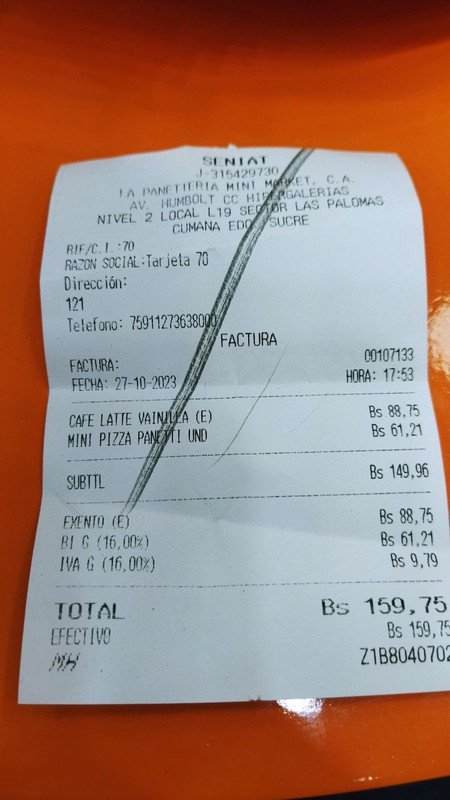 SENIAT
J-315429730
LA PANETTERIA MINI MARKET, C.A.
AV. HUMBOLT CC HIPERGALERIAS
NIVEL 2 LOCAL L19 SECTOR LAS PALOMAS
CUMANA EDO. SUCRE
RIF/C.I.:70
RAZON SOCIAL:Tarjeta 70
Dirección:
121
Telefono: 75911273638000
FACTURA
FACTURA: 00107133
FECHA: 27-10-2023 HORA: 17:53
CAFE LATTE VAINILLA (E) Bs 88,75
MINI PIZZA PANETTI UND Bs 61,21
SUBTTL Bs 149,96
EXENTO (E) Bs 88,75
BI G (16,00%) Bs 61,21
IVA G (16,00%) Bs 9,79
TOTAL Bs 159,75
EFECTIVO Bs 159,75
MH Z1B8040702